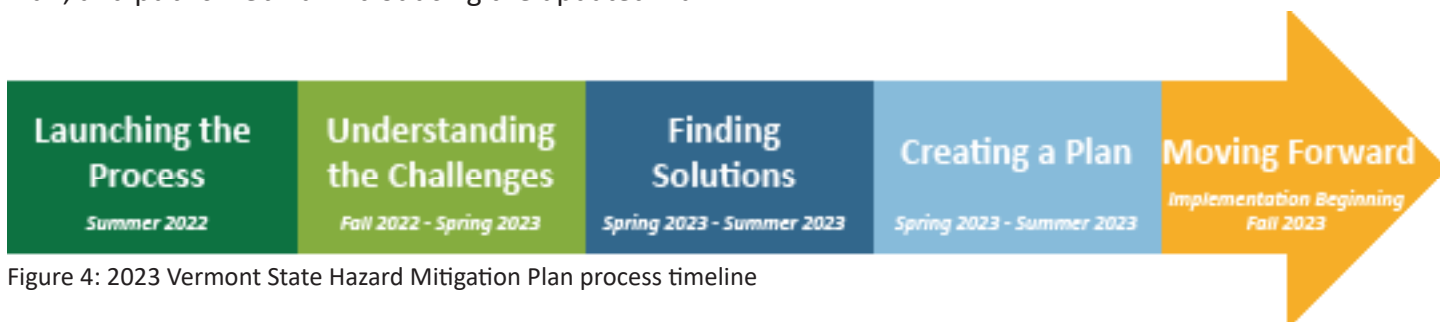 Launching the
Process
Summer 2022
Understanding
the Challenges
Fall 2022 - Spring 2023
Finding
Solutions
Spring 2023 - Summer 2023
Creating a Plan
Spring 2023 - Summer 2023
Moving Forward
Implementation Beginning
Fall 2023
Figure 4: 2023 Vermont State Hazard Mitigation Plan process timeline